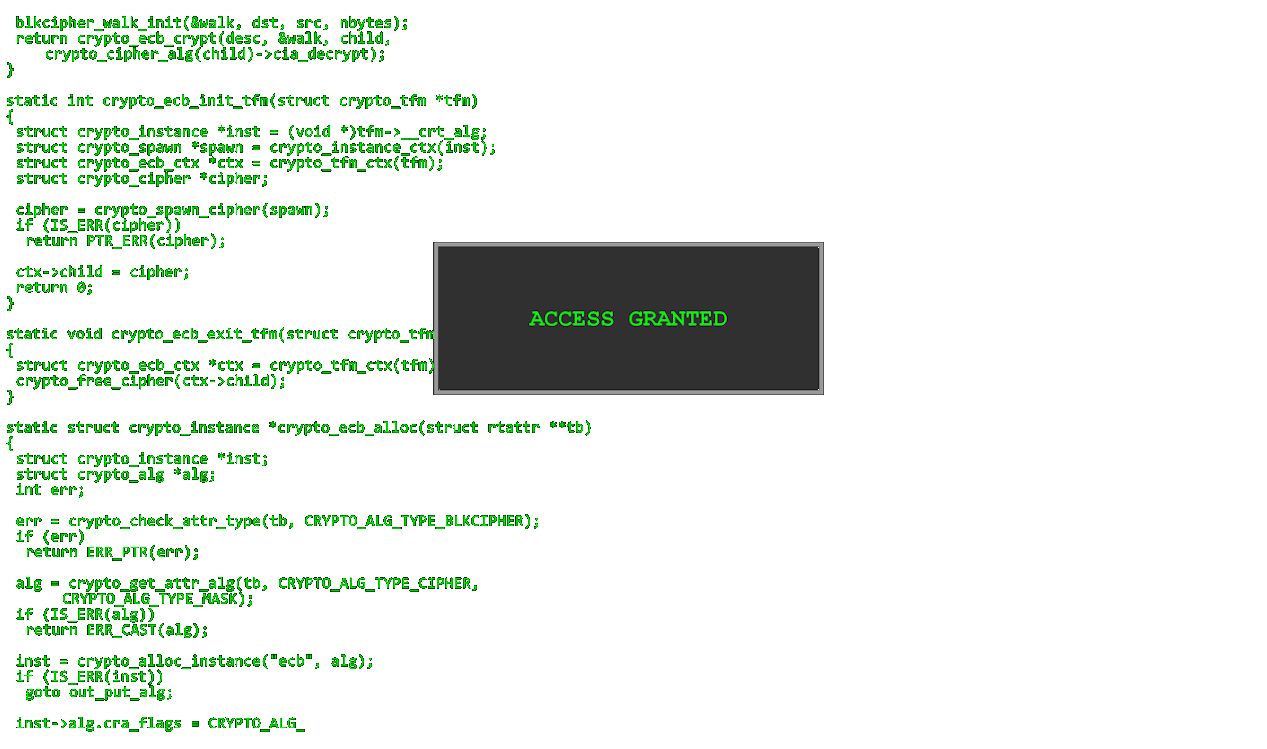 blkcipher_walk_init(&walk, dst, src, nbytes);
return crypto_ecb_crypt(desc, &walk, child,
crypto_cipher_alg(child)->cia_decrypt);
}
static int crypto_ecb_init_tfm(struct crypto_tfm *tfm)
{
struct crypto_instance *inst = (void *)tfm->__crt_alg;
struct crypto_spawn *spawn = crypto_instance_ctx(inst);
struct crypto_ecb_ctx *ctx = crypto_tfm_ctx(tfm);
struct crypto_cipher *cipher;
cipher = crypto_spawn_cipher(spawn);
if (IS_ERR(cipher))
return PTR_ERR(cipher);
ctx->child = cipher;
return 0;
}
ACCESS GRANTED
static void crypto_ecb_exit_tfm(struct crypto_tfm
{
struct crypto_ecb_ctx *ctx = crypto_tfm_ctx(tfm)
crypto_free_cipher(ctx->child);
}
static struct crypto_instance *crypto_ecb_alloc(struct rtattr **tb)
{
struct crypto_instance *inst;
struct crypto_alg *alg;
int err;
err = crypto_check_attr_type(tb, CRYPTO_ALG_TYPE_BLKCIPHER);
if (err)
return ERR_PTR(err);
alg = crypto_get_attr_alg(tb, CRYPTO_ALG_TYPE_CIPHER,
CRYPTO_ALG_TYPE_MASK);
if (IS_ERR(alg))
return ERR_CAST(alg);
inst = crypto_alloc_instance("ecb", alg);
if (IS_ERR(inst))
goto out_put_alg;
inst->alg.cra_flags = CRYPTO_ALG_